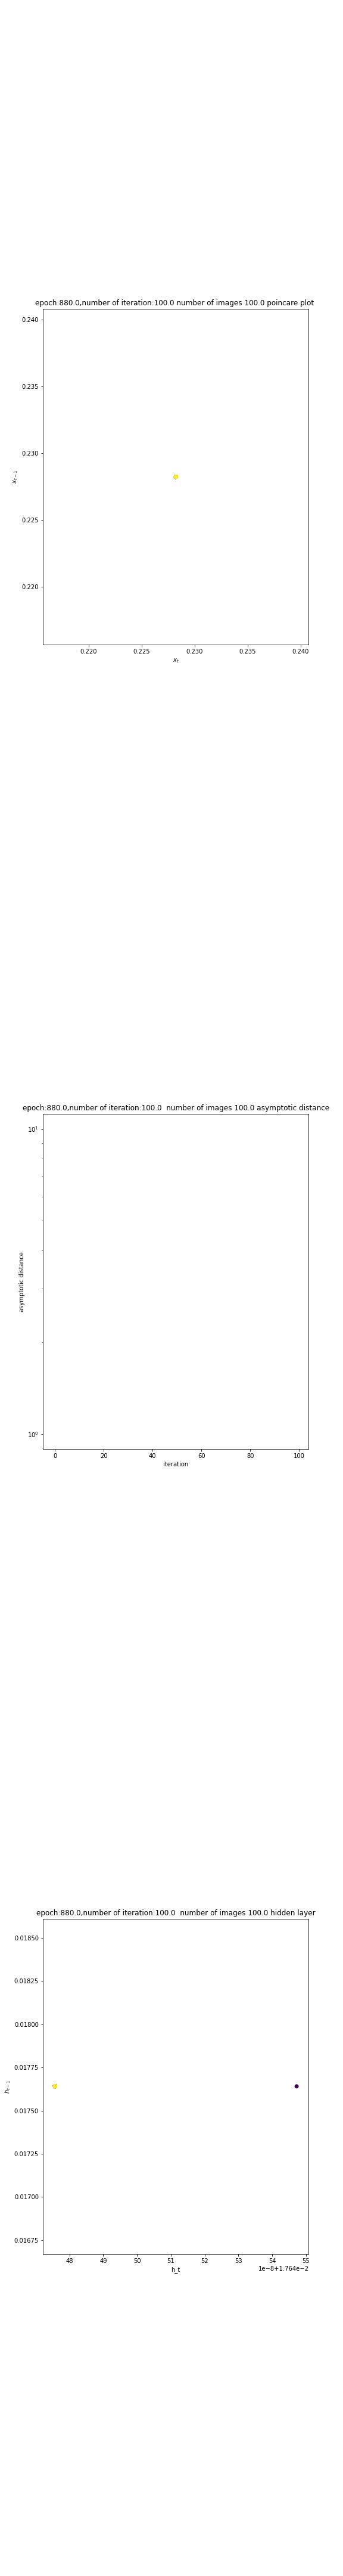 epoch:880.0,number of iteration:100.0 number of images 100.0 poincare plot
0.240
0.235
0.230
0.225
0.220
x_{t-1}
0.220 0.225 0.230 0.235 0.240
x_t
epoch:880.0,number of iteration:100.0  number of images 100.0 asymptotic distance
10^1
10^0
asymptotic distance
0 20 40 60 80 100
iteration
epoch:880.0,number of iteration:100.0  number of images 100.0 hidden layer
0.01850
0.01825
0.01800
0.01775
0.01750
0.01725
0.01700
0.01675
h_{t-1}
48 49 50 51 52 53 54 55
1e−8+1.764e−2
h_t